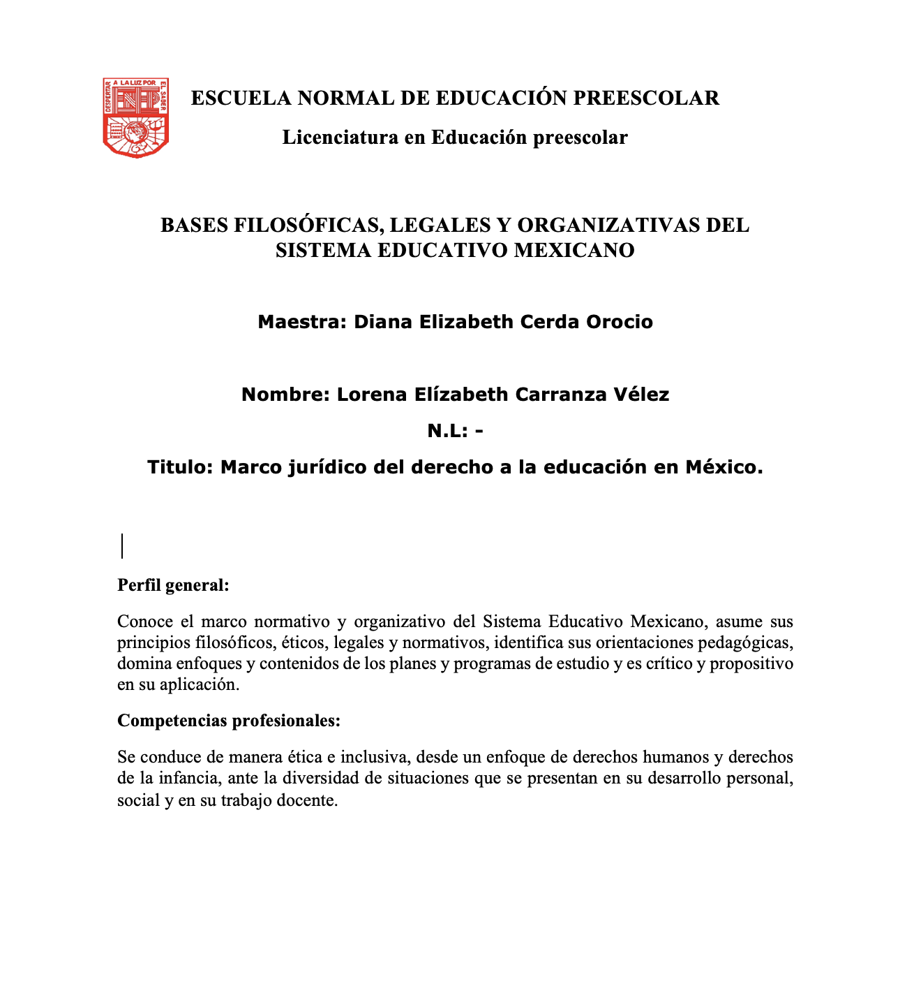 DESPERTAR A LA LUZ POR EL SABER
ENEP
ESCUELA NORMAL DE EDUCACIÓN PREESCOLAR
Licenciatura en Educación preescolar
BASES FILOSÓFICAS, LEGALES Y ORGANIZATIVAS DEL
SISTEMA EDUCATIVO MEXICANO
Maestra: Diana Elizabeth Cerda Orocio
Nombre: Lorena Elízabeth Carranza Vélez
N.L: -
Titulo: Marco jurídico del derecho a la educación en México.
Perfil general:
Conoce el marco normativo y organizativo del Sistema Educativo Mexicano, asume sus
principios filosóficos, éticos, legales y normativos, identifica sus orientaciones pedagógicas,
domina enfoques y contenidos de los planes y programas de estudio y es crítico y propositivo
en su aplicación.
Competencias profesionales:
Se conduce de manera ética e inclusiva, desde un enfoque de derechos humanos y derechos
de la infancia, ante la diversidad de situaciones que se presentan en su desarrollo personal,
social y en su trabajo docente.